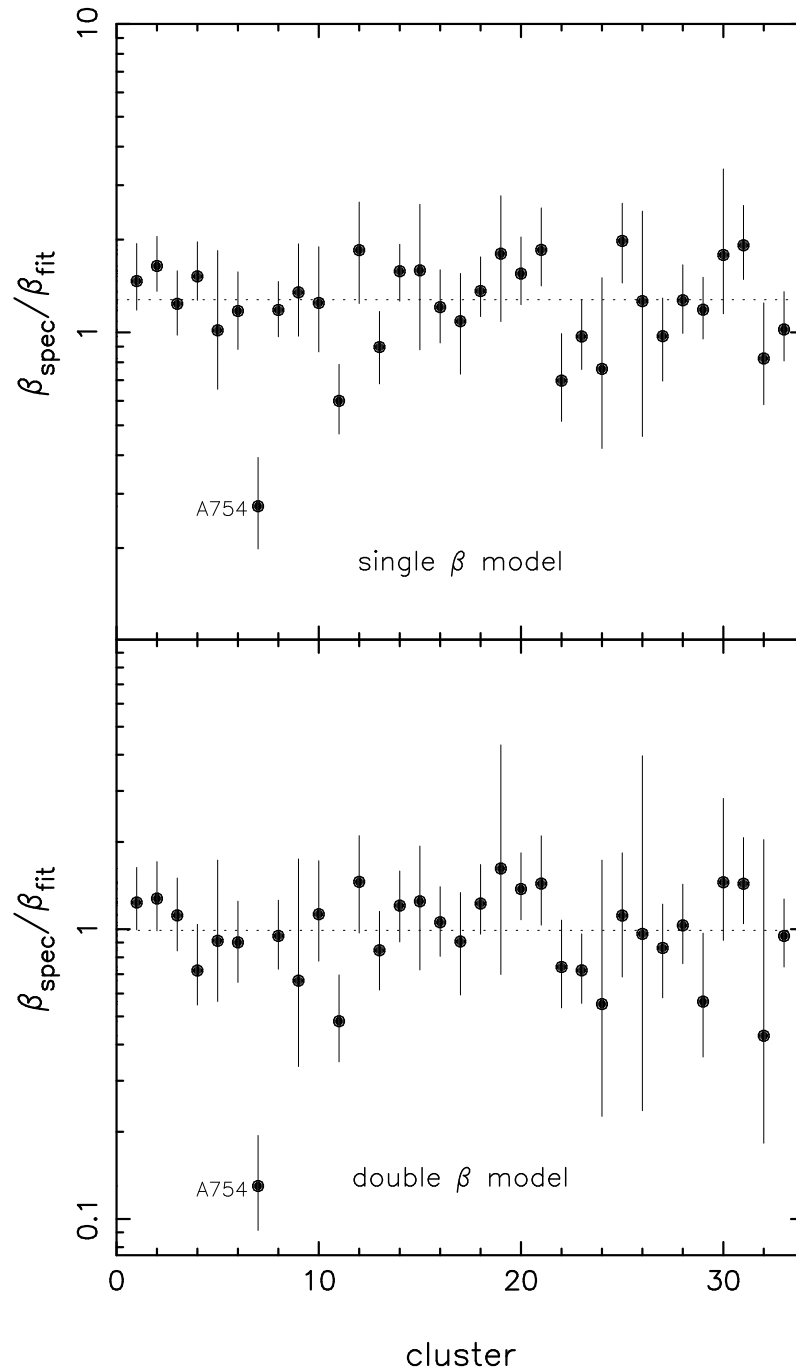 10
β_spec/β_fit
1
A754
single β model
β_spec/β_fit
1
A754
double β model
0.1
0 10 20 30
cluster